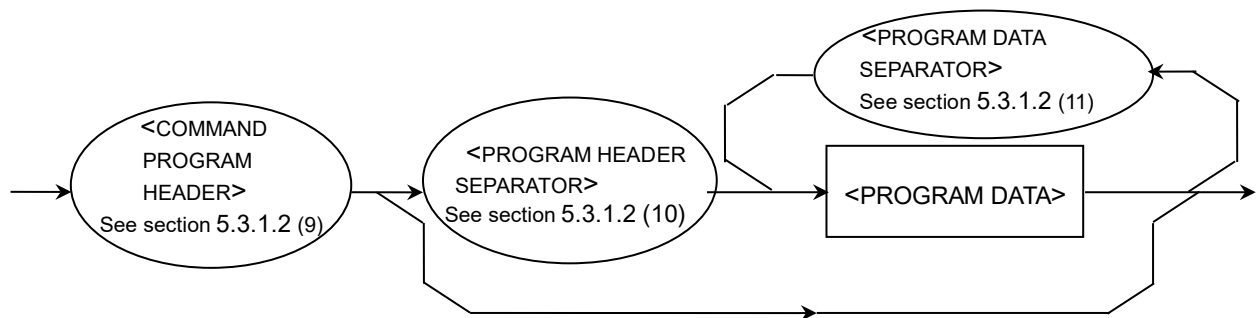 <COMMAND
PROGRAM
HEADER>
See section 5.3.1.2 (9)
<PROGRAM HEADER
SEPARATOR>
See section 5.3.1.2 (10)
<PROGRAM DATA
SEPARATOR>
See section 5.3.1.2 (11)
<PROGRAM DATA>